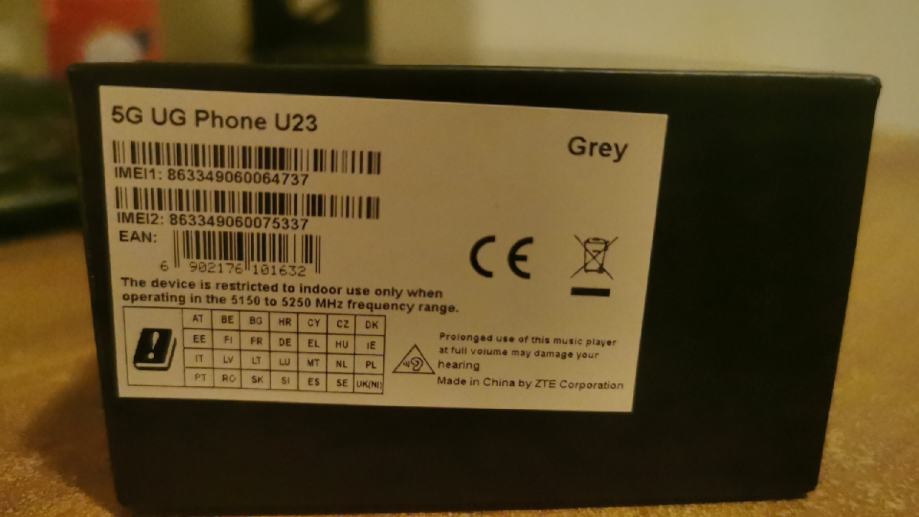 5G UG Phone U23
Grey
IMEI1: 863349060064737
IMEI2: 863349060075337
EAN:
6 902176 101632
CE
The device is restricted to indoor use only when
operating in the 5150 to 5250 MHz frequency range.
AT BE BG HR CY CZ DK
EE FI FR DE EL HU IE
IT LV LT LU MT NL PL
PT RO SK SI ES SE UK(NI)
Prolonged use of this music player
at full volume may damage your
hearing
Made in China by ZTE Corporation